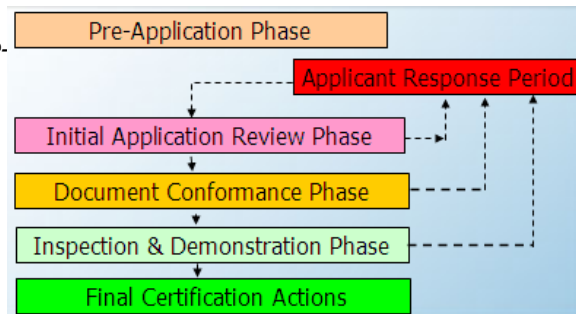 Pre-Application Phase
Applicant Response Period
Initial Application Review Phase
Document Conformance Phase
Inspection & Demonstration Phase
Final Certification Actions